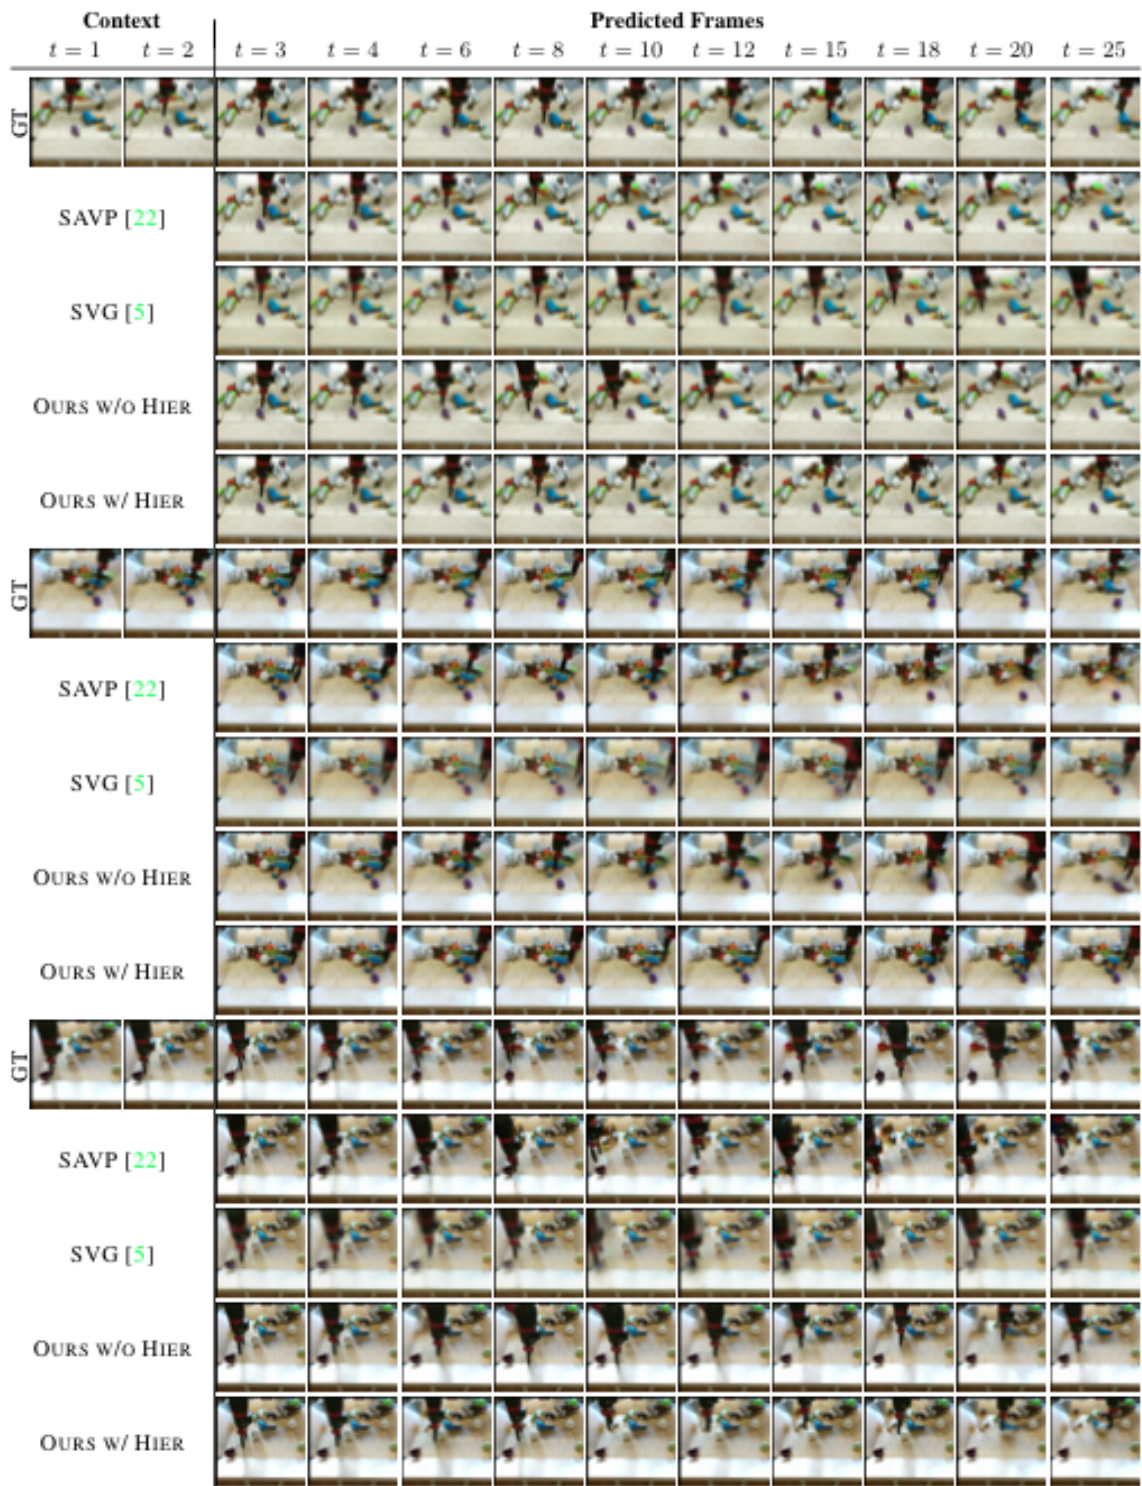 Context Predicted Frames
t = 1 t = 2 t = 3 t = 4 t = 6 t = 8 t = 10 t = 12 t = 15 t = 18 t = 20 t = 25
GT
SAVP [22]
SVG [5]
OURS W/O HIER
OURS W/ HIER
GT
SAVP [22]
SVG [5]
OURS W/O HIER
OURS W/ HIER
GT
SAVP [22]
SVG [5]
OURS W/O HIER
OURS W/ HIER